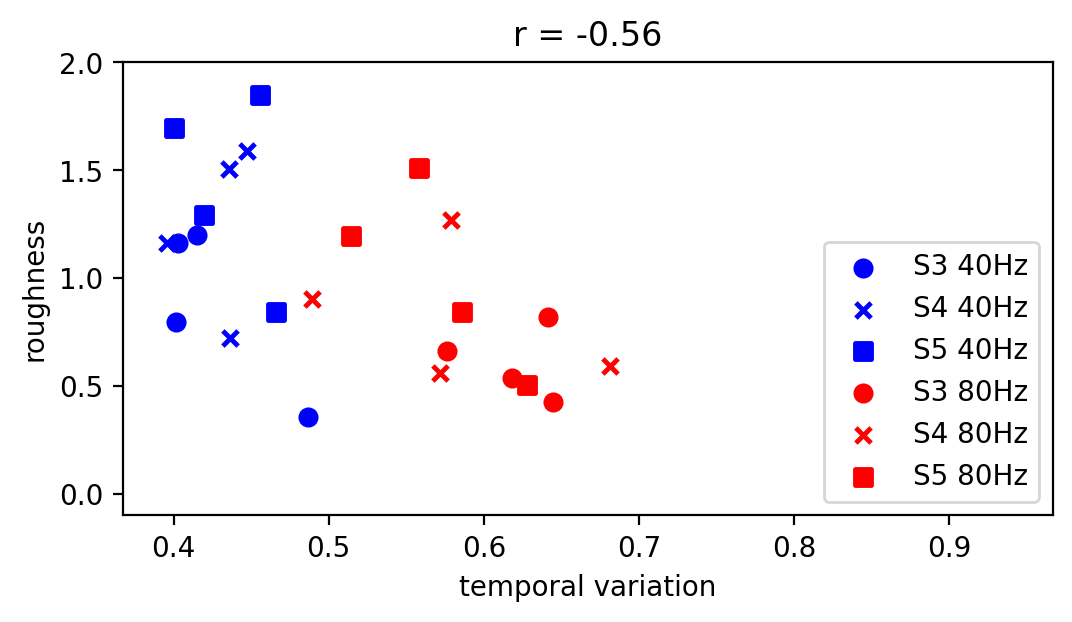 r = -0.56
2.0
1.5
1.0
0.5
0.0
roughness
S3 40Hz
S4 40Hz
S5 40Hz
S3 80Hz
S4 80Hz
S5 80Hz
0.4 0.5 0.6 0.7 0.8 0.9
temporal variation